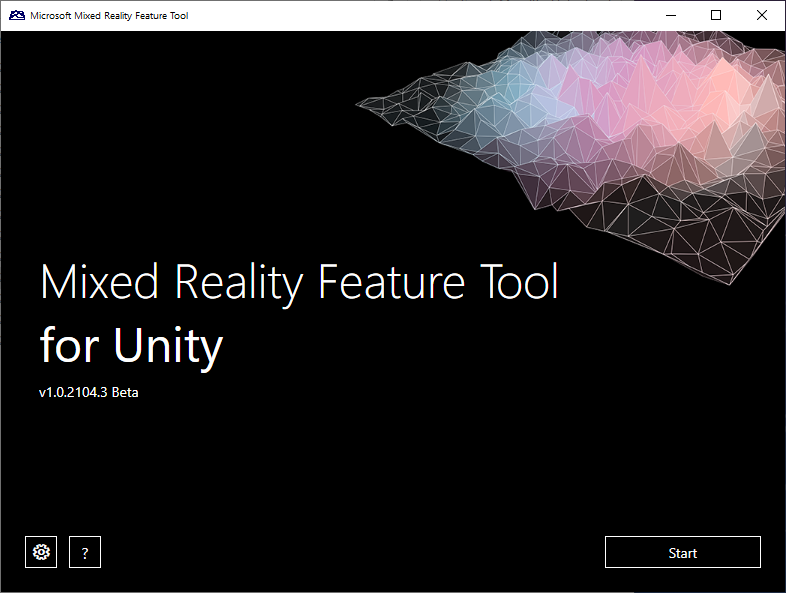 Microsoft Mixed Reality Feature Tool
Mixed Reality Feature Tool
for Unity
v1.0.2104.3 Beta
?
Start